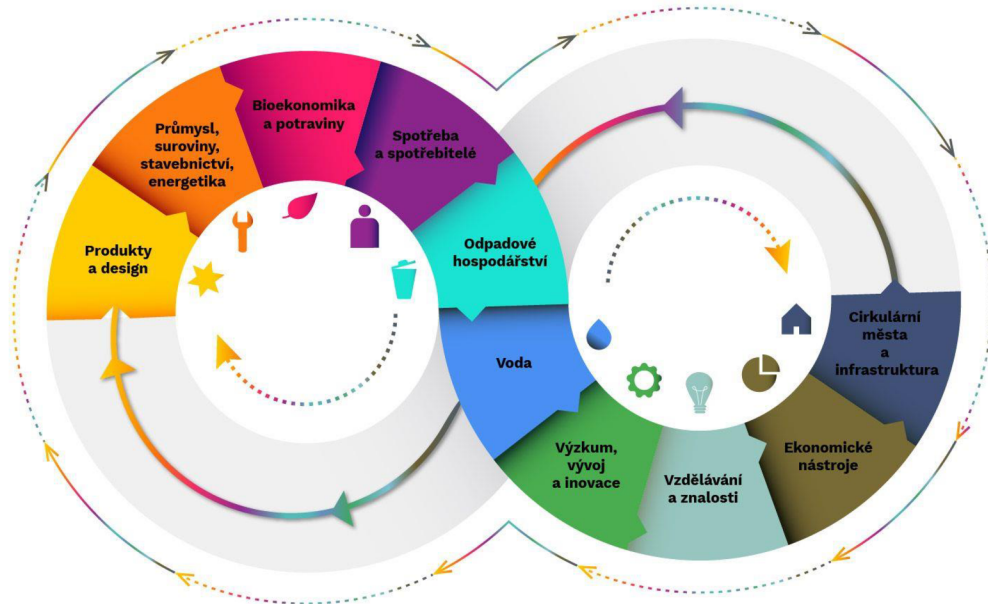 Produkty
a design
Průmysl,
suroviny,
stavebnictví,
energetika
Bioekonomika
a potraviny
Spotřeba
a spotřebitelé
Odpadové
hospodářství
Voda
Výzkum,
vývoj
a inovace
Vzdělávání
a znalosti
Ekonomické
nástroje
Cirkulární
města
a
infrastruktura